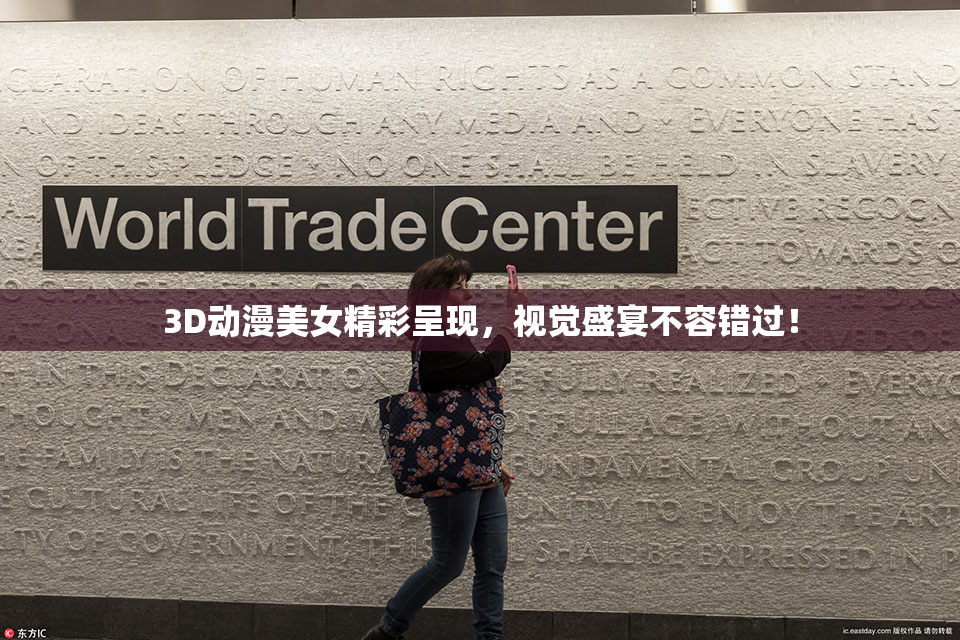 CLARATION OF HUMAN RIGHTS AS A COMMON STAND
AND IDEAS THROUGH ANY MEDIA AND • EVERYONE HAS T
OF THIS PLEDGE • NO ONE SHALL BE HELD IN SLAVERY
World Trade Center
ECTIVE RECOGN
ACT TOWARDS O
3D动漫美女精彩呈现，视觉盛宴不容错过！
IN THIS DECLARATION FULLY REALIZED • EVERYO
THOUGHT MEN AND OF FULL AGE, WITHO
E FAMILY IS THE NATURA FUNDAMENTAL GROUP
E CULTURAL LIFE OF THE UNITY, TO ENJOY THE ART
TY OF GOVERNMENT; THIS SHALL BE EXPRESSED IN P
东方IC
ic.eastday.com 版权作品 请勿转载